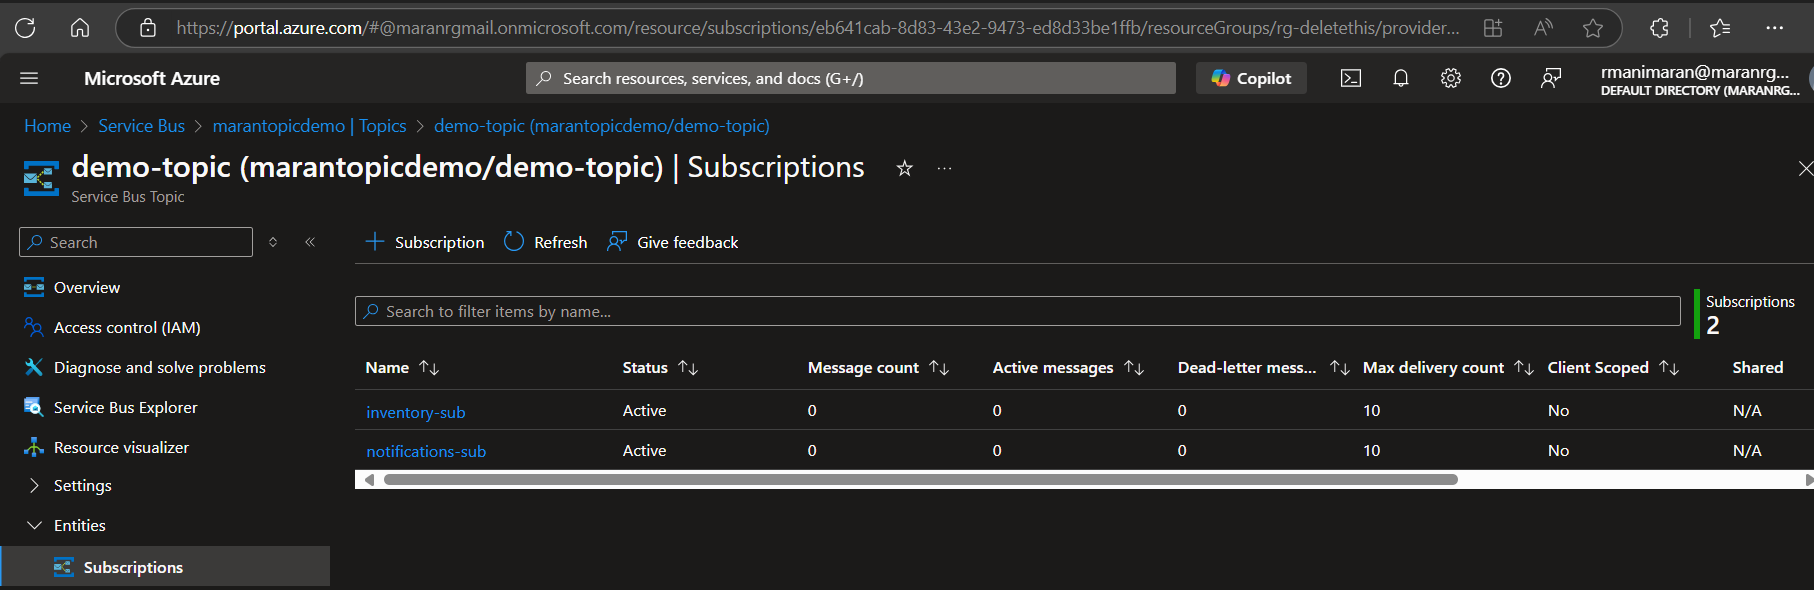 https://portal.azure.com/#@maranrgmail.onmicrosoft.com/resource/subscriptions/eb641cab-8d83-43e2-9473-ed8d33be1ffb/resourceGroups/rg-deletethis/provider...
Microsoft Azure
Search resources, services, and docs (G+/)
Copilot
rmanimaran@maranrg...
DEFAULT DIRECTORY (MARANRG...
Home > Service Bus > marantopicdemo | Topics > demo-topic (marantopicdemo/demo-topic)
demo-topic (marantopicdemo/demo-topic) | Subscriptions
Service Bus Topic
Search
Overview
Access control (IAM)
Diagnose and solve problems
Service Bus Explorer
Resource visualizer
Settings
Entities
Subscriptions
Subscription Refresh Give feedback
Search to filter items by name...
Subscriptions
2
Name Status Message count Active messages Dead-letter mess... Max delivery count Client Scoped Shared
inventory-sub Active 0 0 0 10 No N/A
notifications-sub Active 0 0 0 10 No N/A